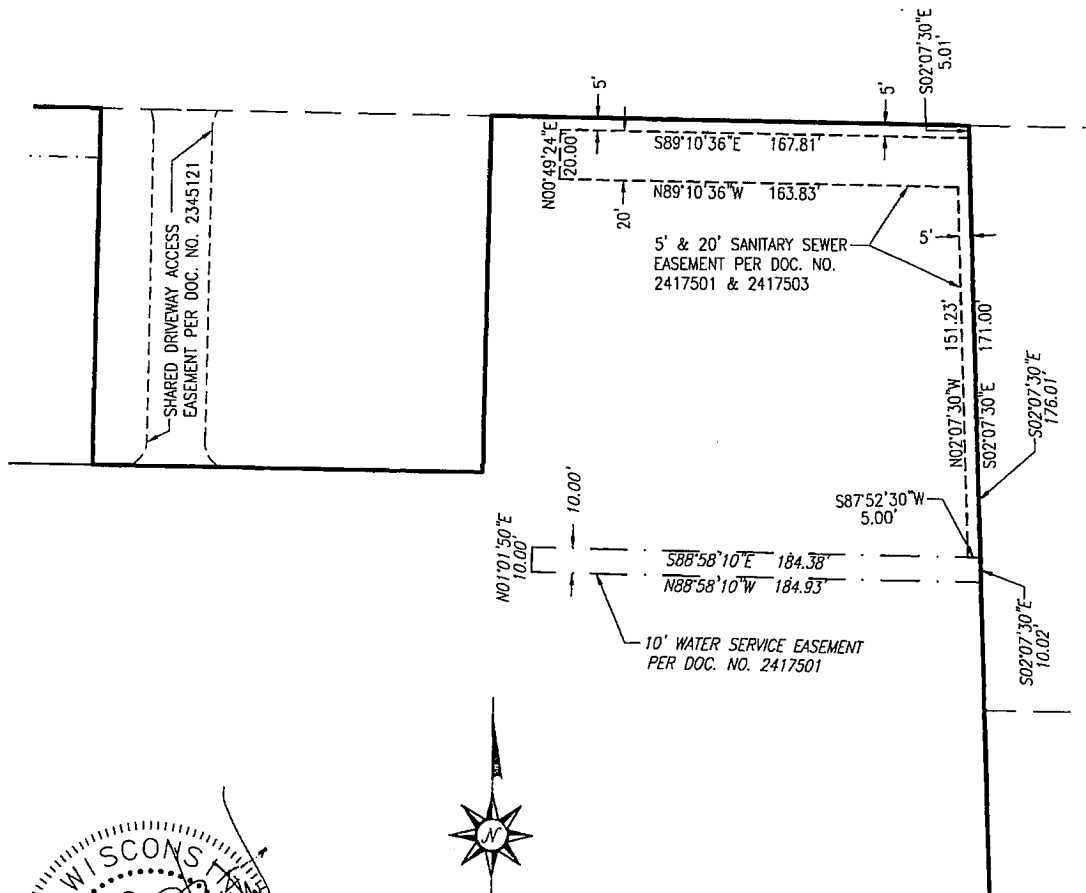 SHARED DRIVEWAY ACCESS
EASEMENT PER DOC. NO. 2345121
N00°49'24"E
20.00'
5'
S89°10'36"E 167.81'
N89°10'36"W 163.83'
20'
5'
S02°07'30"E
5.01'
5' & 20' SANITARY SEWER
EASEMENT PER DOC. NO.
2417501 & 2417503
5'
N02°07'30"W 151.23'
S02°07'30"E 171.00'
S02°07'30"E
176.01'
S87°52'30"W
5.00'
N01°01'50"E
10.00'
10.00'
S88°58'10"E 184.38'
N88°58'10"W 184.93'
S02°07'30"E
10.02'
10' WATER SERVICE EASEMENT
PER DOC. NO. 2417501
N
WISCONSIN